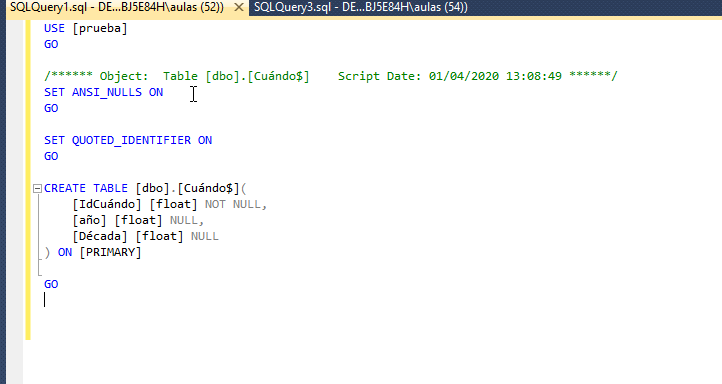 SQLQuery1.sql - DE...BJ5E84H\aulas (52)) SQLQuery3.sql - DE...BJ5E84H\aulas (54))
USE [prueba]
GO
/****** Object:  Table [dbo].[Cuándo$]    Script Date: 01/04/2020 13:08:49 ******/
SET ANSI_NULLS ON
GO
SET QUOTED_IDENTIFIER ON
GO
CREATE TABLE [dbo].[Cuándo$](
    [IdCuándo] [float] NOT NULL,
    [año] [float] NULL,
    [Década] [float] NULL
) ON [PRIMARY]
GO